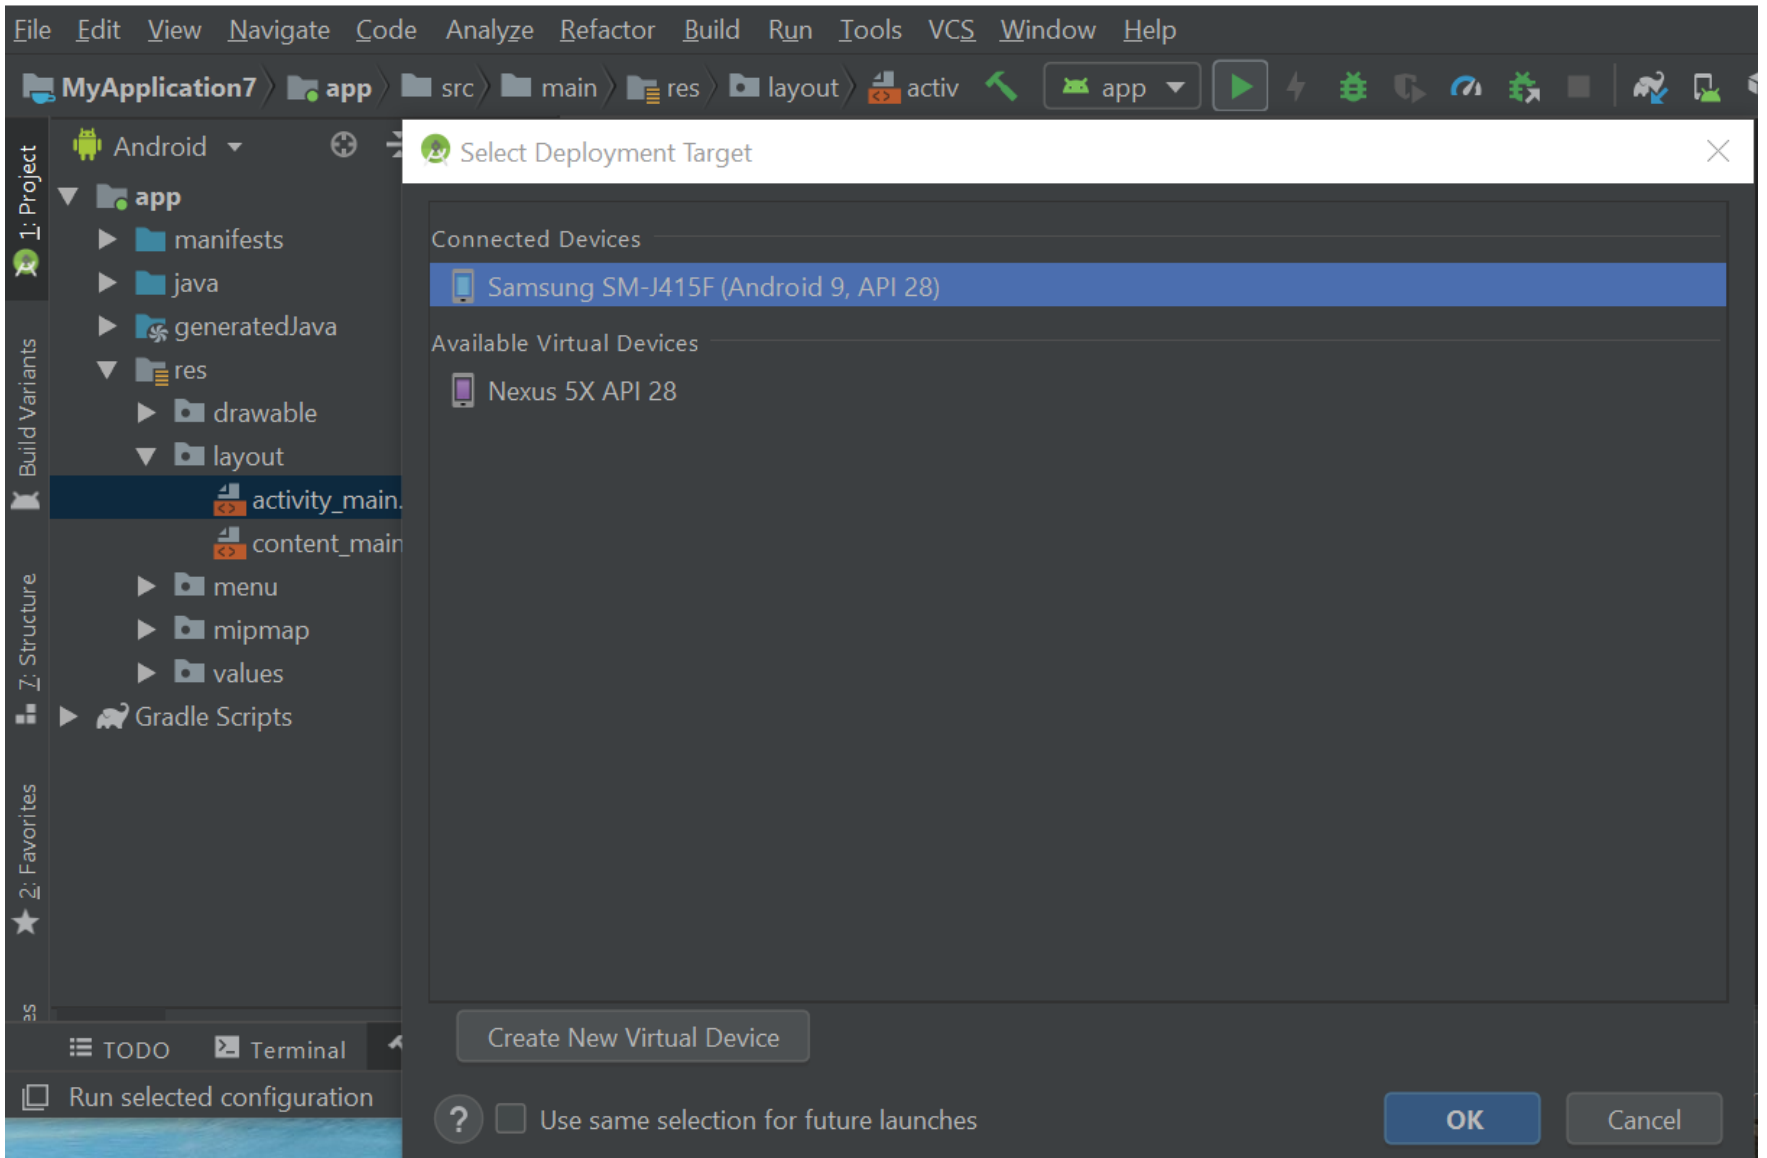 File Edit View Navigate Code Analyze Refactor Build Run Tools VCS Window Help
MyApplication7 app src main res layout activ app
1: Project
Build Variants
7: Structure
2: Favorites
es
Android
app
manifests
java
generatedJava
res
drawable
layout
activity_main.
content_main
menu
mipmap
values
Gradle Scripts
TODO Terminal
Run selected configuration
Select Deployment Target
Connected Devices
Samsung SM-J415F (Android 9, API 28)
Available Virtual Devices
Nexus 5X API 28
Create New Virtual Device
? Use same selection for future launches
OK Cancel